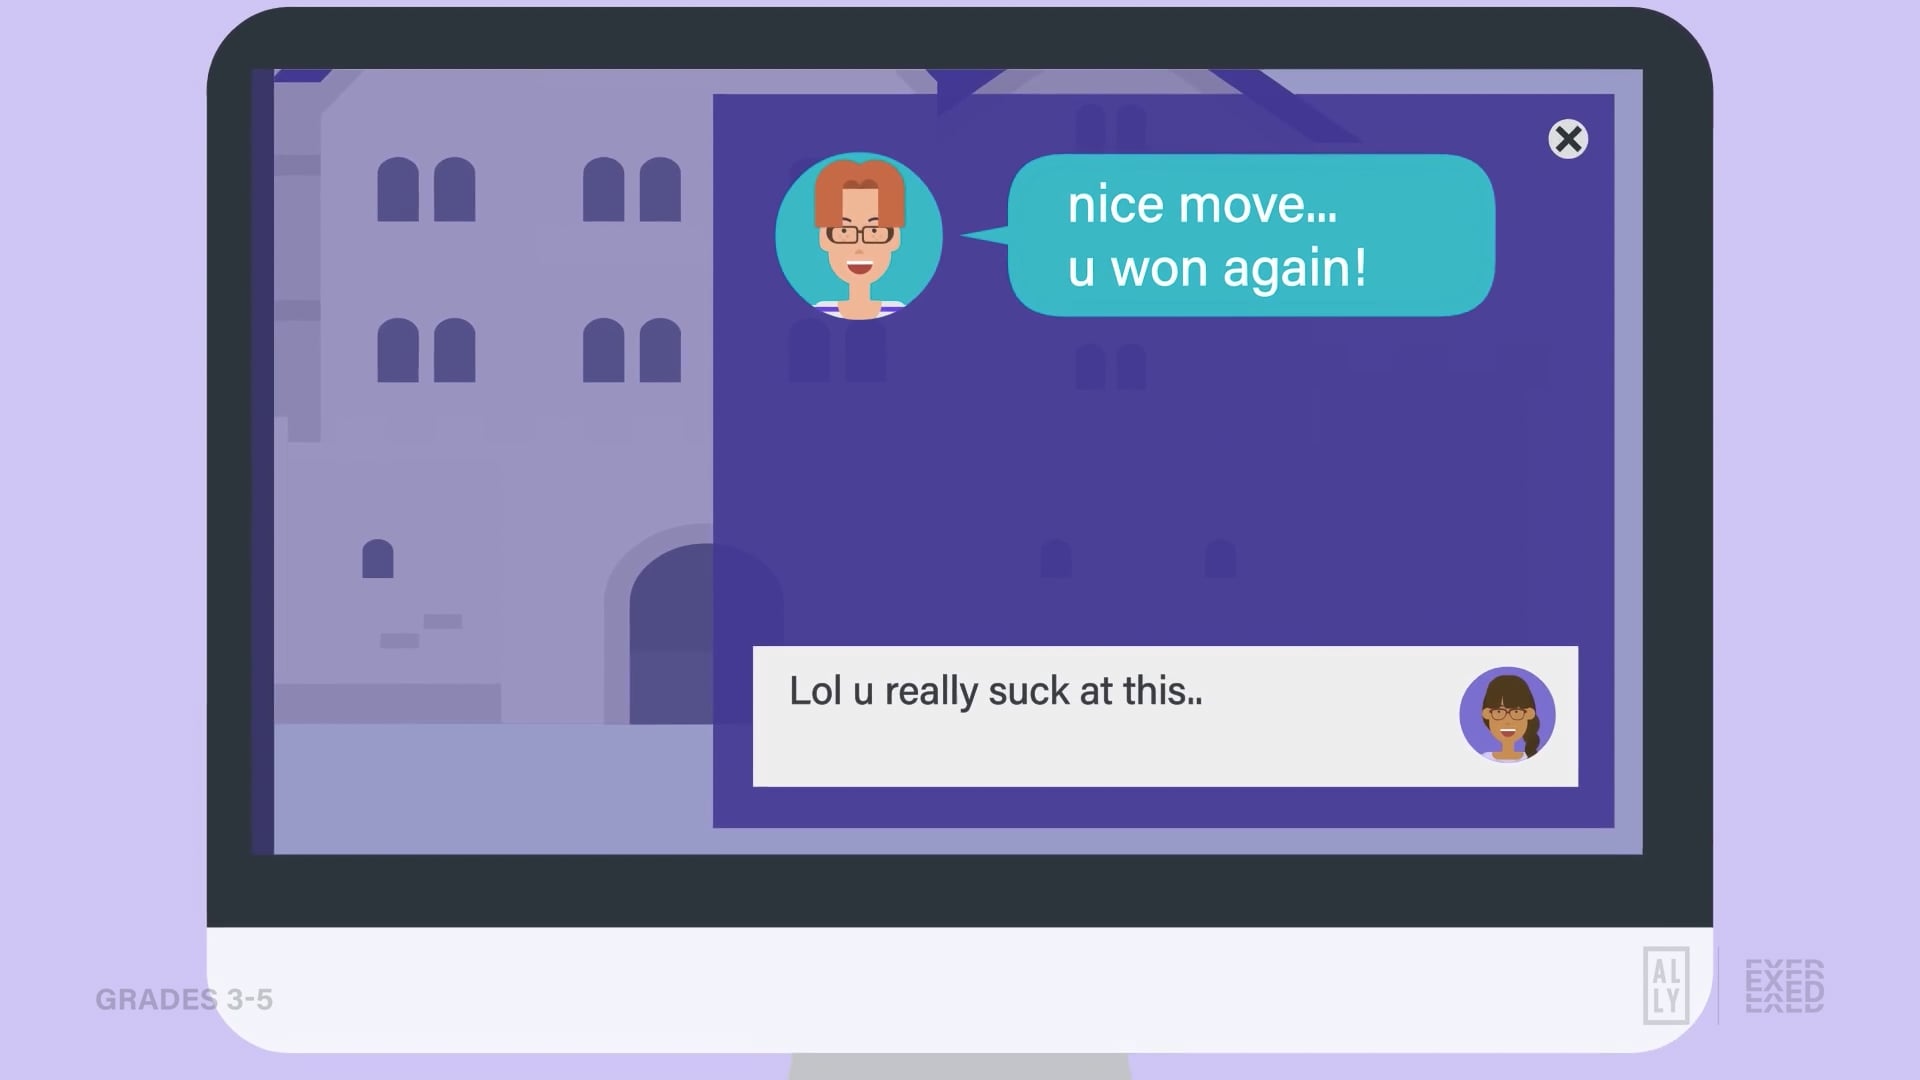 nice move...
u won again!
Lol u really suck at this..
GRADES 3-5
AL
LY
EXED